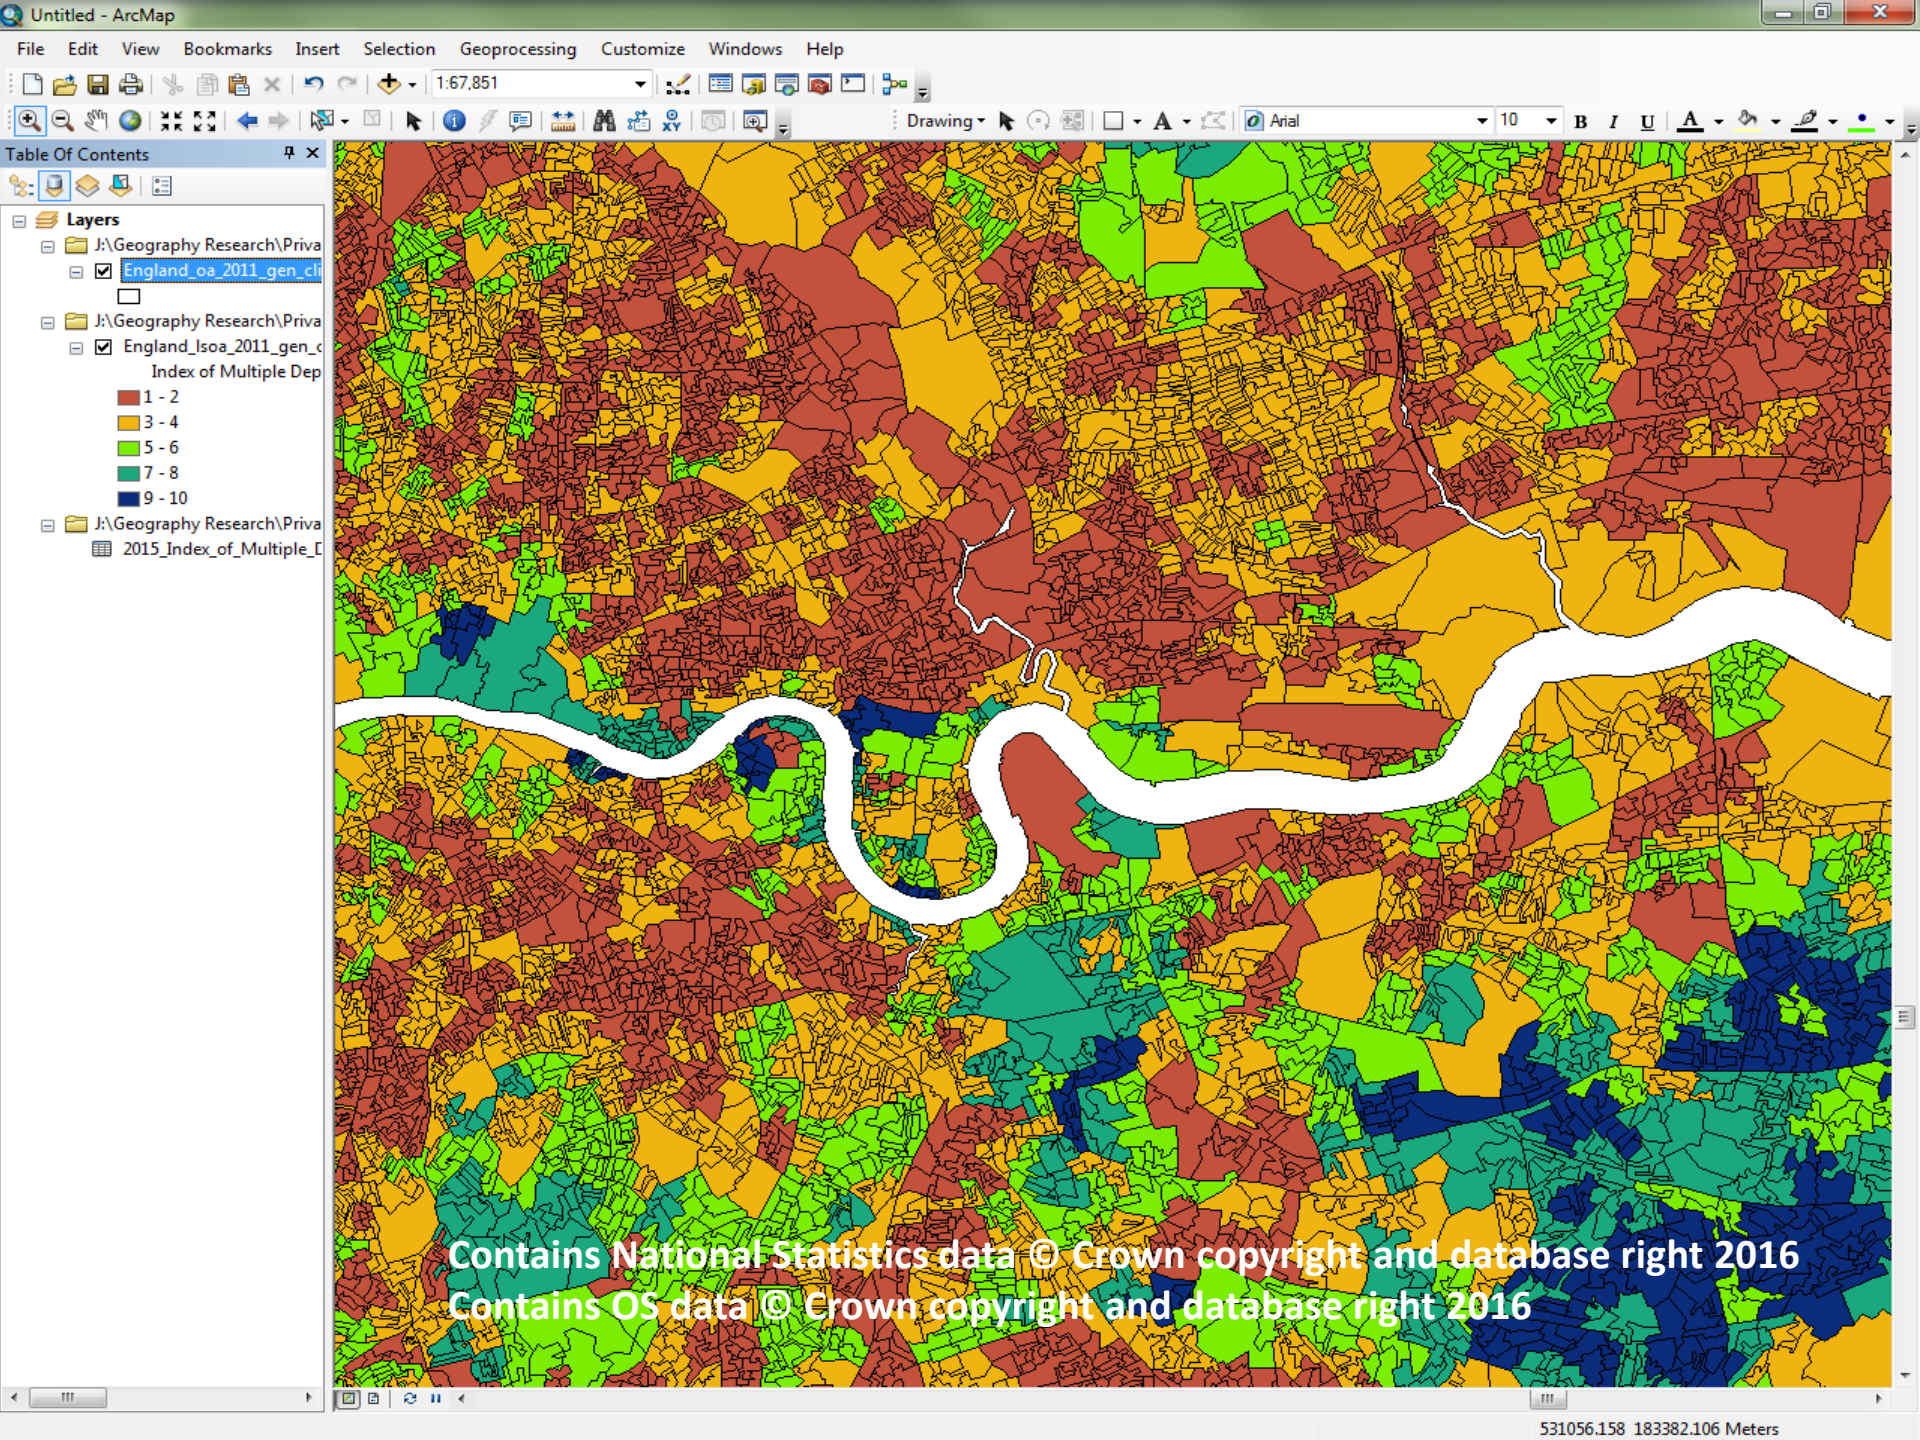 Untitled - ArcMap
File Edit View Bookmarks Insert Selection Geoprocessing Customize Windows Help
1:67,851
Drawing A Arial 10 B I U A
Table Of Contents
Layers
J:\Geography Research\Priva
England_oa_2011_gen_cli
J:\Geography Research\Priva
England_lsoa_2011_gen_c
Index of Multiple Dep
1 - 2
3 - 4
5 - 6
7 - 8
9 - 10
J:\Geography Research\Priva
2015_Index_of_Multiple_D
Contains National Statistics data © Crown copyright and database right 2016
Contains OS data © Crown copyright and database right 2016
531056.158 183382.106 Meters